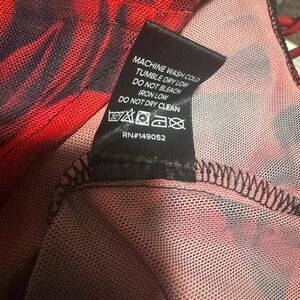 MACHINE WASH COLD
TUMBLE DRY LOW
DO NOT BLEACH
IRON LOW
DO NOT DRY CLEAN
RN#149052